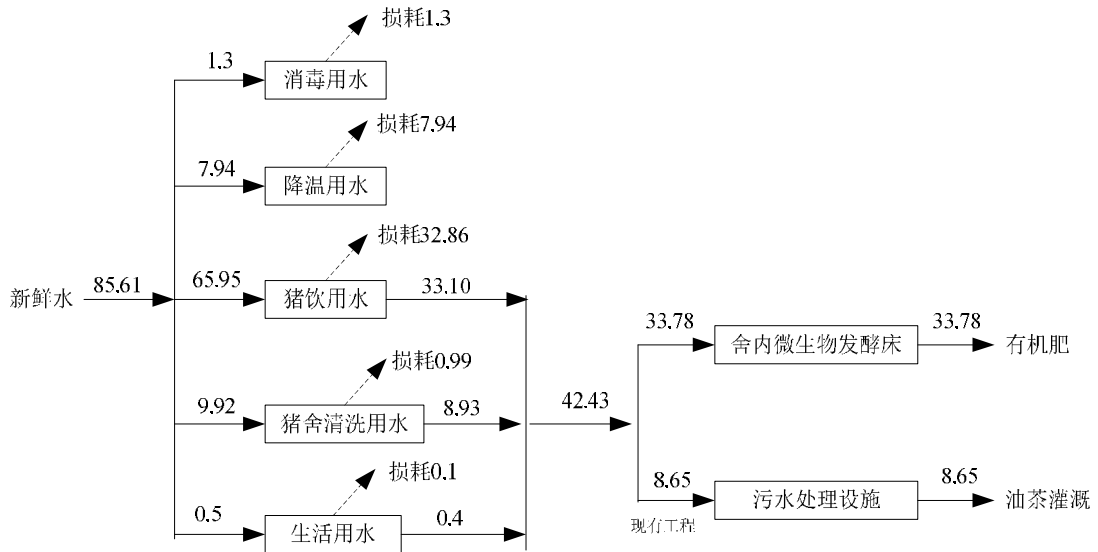 损耗1.3
1.3
消毒用水
损耗7.94
7.94
降温用水
损耗32.86
新鲜水
85.61
65.95
猪饮用水
33.10
33.78
舍内微生物发酵床
33.78
有机肥
损耗0.99
9.92
猪舍清洗用水
8.93
42.43
损耗0.1
8.65
污水处理设施
8.65
油茶灌溉
现有工程
0.5
生活用水
0.4